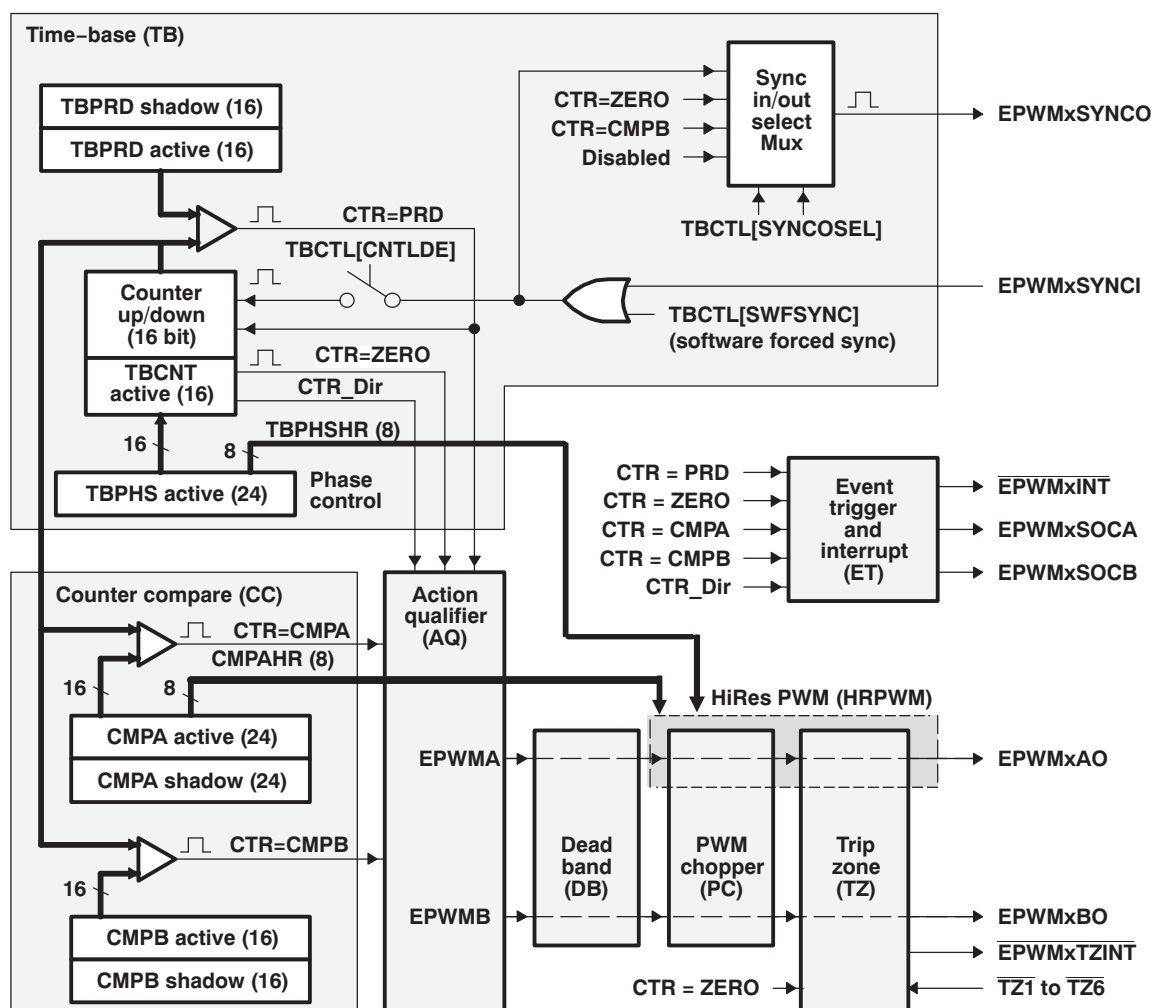 Time−base (TB)
TBPRD shadow (16)
TBPRD active (16)
CTR=PRD
TBCTL[CNTLDE]
Counter
up/down
(16 bit)
TBCNT
active (16)
CTR=ZERO
CTR_Dir
16
8
TBPHSHR (8)
TBPHS active (24)
Phase
control
CTR=ZERO
CTR=CMPB
Disabled
Sync
in/out
select
Mux
TBCTL[SYNCOSEL]
EPWMxSYNCO
EPWMxSYNCI
TBCTL[SWFSYNC]
(software forced sync)
CTR = PRD
CTR = ZERO
CTR = CMPA
CTR = CMPB
CTR_Dir
Event
trigger
and
interrupt
(ET)
EPWMxINT
EPWMxSOCA
EPWMxSOCB
Counter compare (CC)
CTR=CMPA
CMPAHR (8)
16
8
CMPA active (24)
CMPA shadow (24)
CTR=CMPB
16
CMPB active (16)
CMPB shadow (16)
Action
qualifier
(AQ)
EPWMA
EPWMB
Dead
band
(DB)
HiRes PWM (HRPWM)
PWM
chopper
(PC)
Trip
zone
(TZ)
CTR = ZERO
EPWMxAO
EPWMxBO
EPWMxTZINT
TZ1 to TZ6